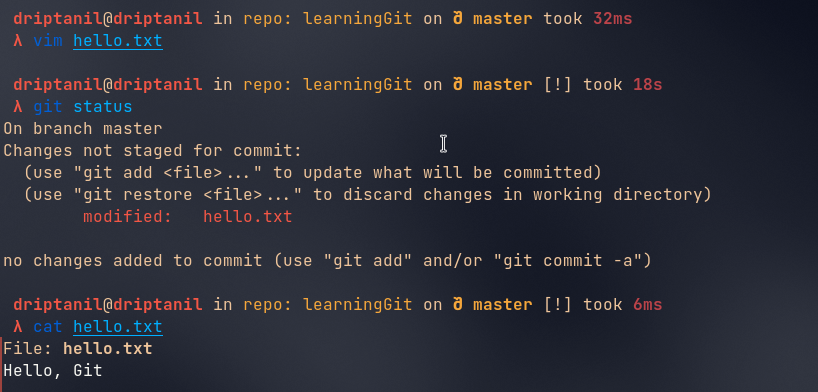 driptanil@driptanil in repo: learningGit on ჶ master took 32ms
λ vim hello.txt
driptanil@driptanil in repo: learningGit on ჶ master [!] took 18s
λ git status
On branch master
Changes not staged for commit:
(use "git add <file>..." to update what will be committed)
(use "git restore <file>..." to discard changes in working directory)
modified: hello.txt
no changes added to commit (use "git add" and/or "git commit -a")
driptanil@driptanil in repo: learningGit on ჶ master [!] took 6ms
λ cat hello.txt
File: hello.txt
Hello, Git